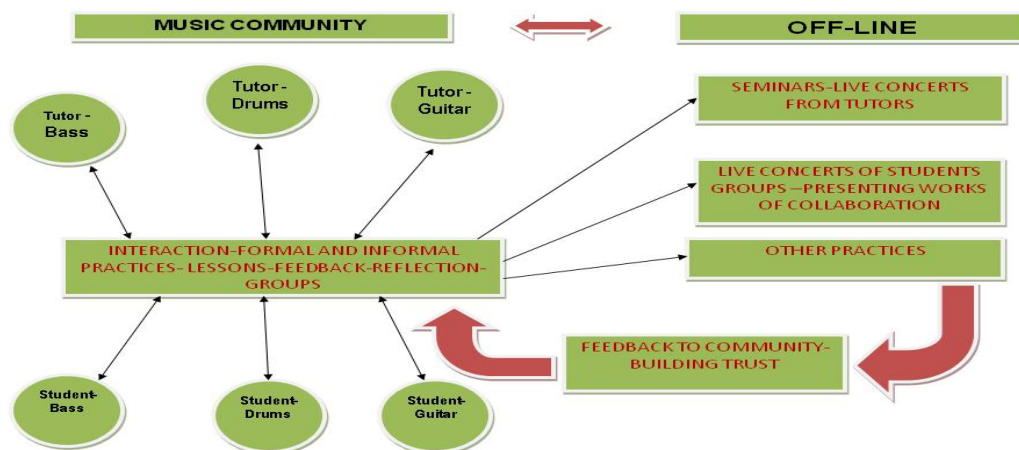 MUSIC COMMUNITY
OFF-LINE
Tutor -
Bass
Tutor -
Drums
Tutor -
Guitar
SEMINARS-LIVE CONCERTS
FROM TUTORS
LIVE CONCERTS OF STUDENTS
GROUPS –PRESENTING WORKS
OF COLLABORATION
INTERACTION-FORMAL AND INFORMAL
PRACTICES- LESSONS-FEEDBACK-REFLECTION-
GROUPS
OTHER PRACTICES
FEEDBACK TO COMMUNITY-
BUILDING TRUST
Student-
Bass
Student-
Drums
Student-
Guitar